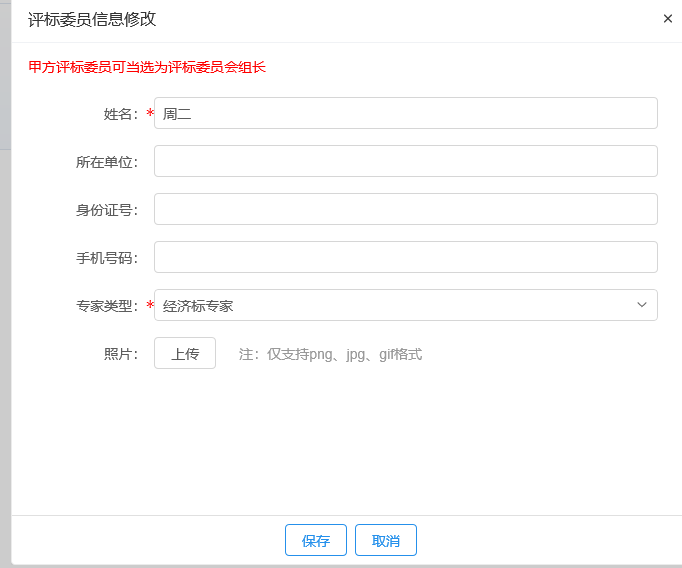 评标委员信息修改 ×
甲方评标委员可当选为评标委员会组长
姓名：*周二
所在单位：
身份证号：
手机号码：
专家类型：*经济标专家
照片： 上传 注：仅支持png、jpg、gif格式
保存 取消